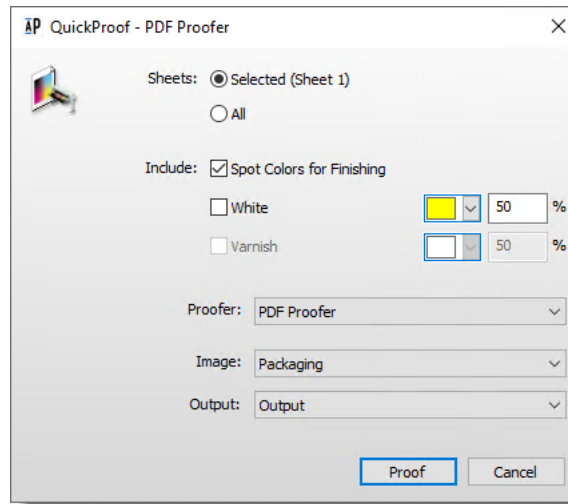 AP QuickProof - PDF Proofer
Sheets: Selected (Sheet 1)
All
Include: Spot Colors for Finishing
White 50 %
Varnish 50 %
Proofer: PDF Proofer
Image: Packaging
Output: Output
Proof Cancel